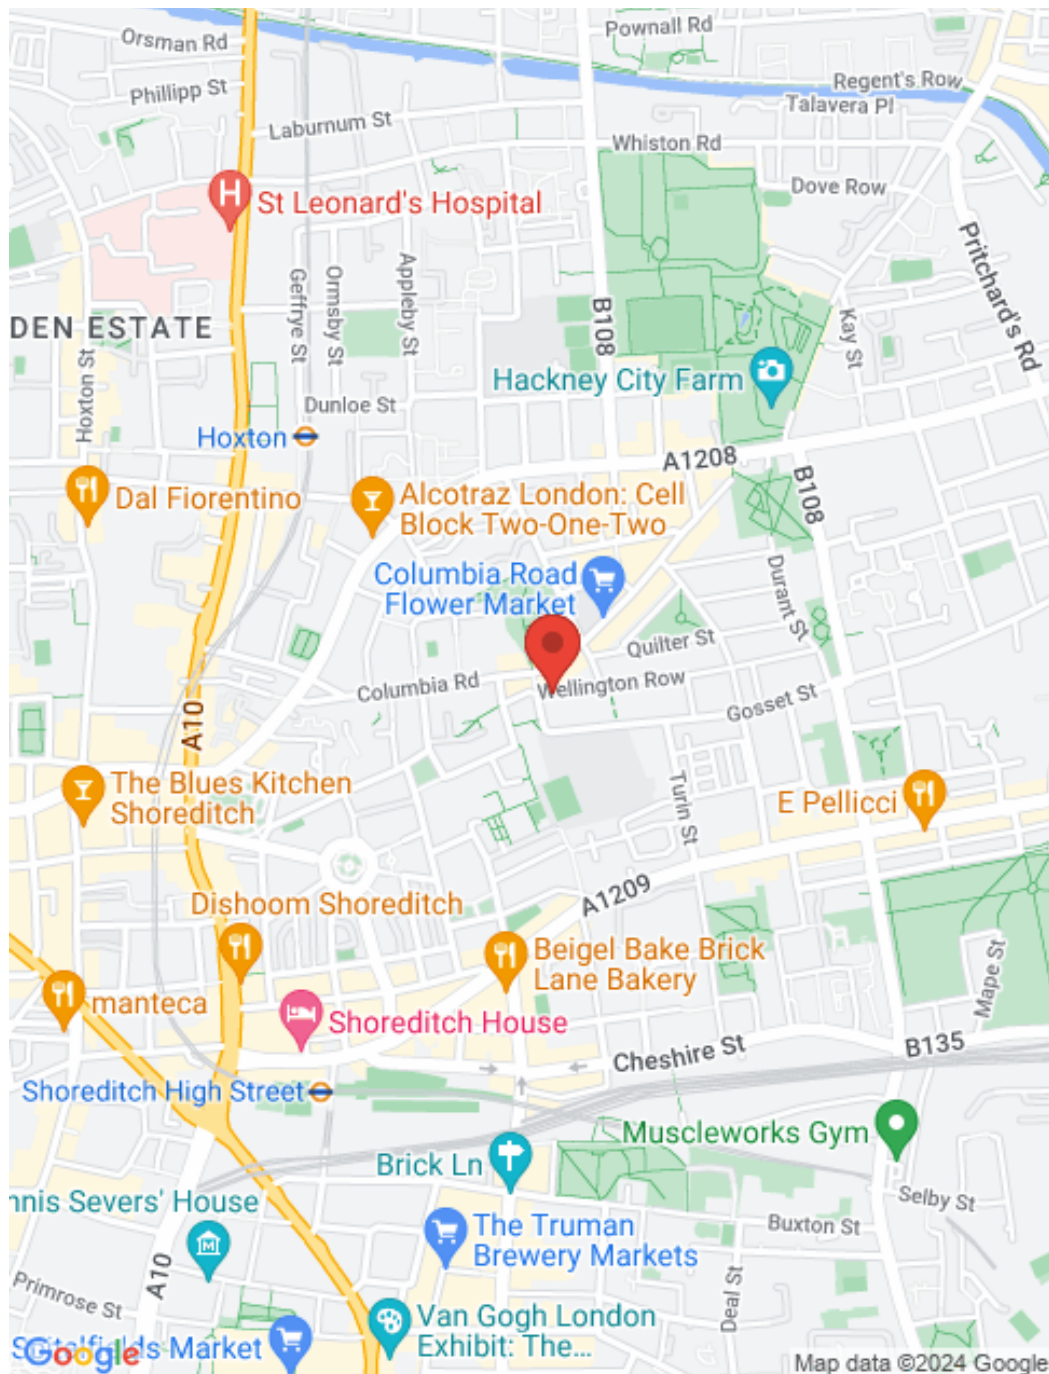 Orsman Rd
Pownall Rd
Phillipp St
Regent's Row
Talavera Pl
Laburnum St
Whiston Rd
Dove Row
St Leonard's Hospital
Pritchard's Rd
Geffrye St
Ormsby St
Appleby St
B108
Kay St
DEN ESTATE
Hoxton St
Hackney City Farm
Dunloe St
Hoxton
A1208
B108
Dal Fiorentino
Alcotraz London: Cell
Block Two-One-Two
Columbia Road
Flower Market
Durant St
Quilter St
Columbia Rd
Wellington Row
Gosset St
A10
The Blues Kitchen
Shoreditch
Turin St
E Pellicci
A1209
Dishoom Shoreditch
Beigel Bake Brick
Lane Bakery
manteca
Mape St
Shoreditch House
Cheshire St
B135
Shoreditch High Street
Muscleworks Gym
Brick Ln
Selby St
nnis Severs' House
Buxton St
The Truman
Brewery Markets
A10
Primrose St
Deal St
Van Gogh London
Exhibit: The...
Spitalfields Market
Google
Map data ©2024 Google